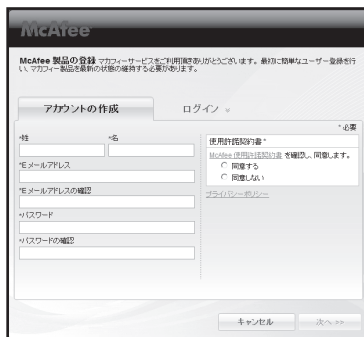 McAfee
McAfee 製品の登録 マカフィーサービスをご利用頂きありがとうございます。最初に簡単なユーザー登録を行
い、マカフィー製品を最新の状態の維持する必要があります。
アカウントの作成
ログイン »
* 必要
*姓
*名
*Eメールアドレス
*Eメールアドレスの確認
*パスワード
*パスワードの確認
使用許諾契約書*
McAfee 使用許諾契約書 を確認し、同意します。
同意する
同意しない
プライバシーポリシー
キャンセル
次へ >>